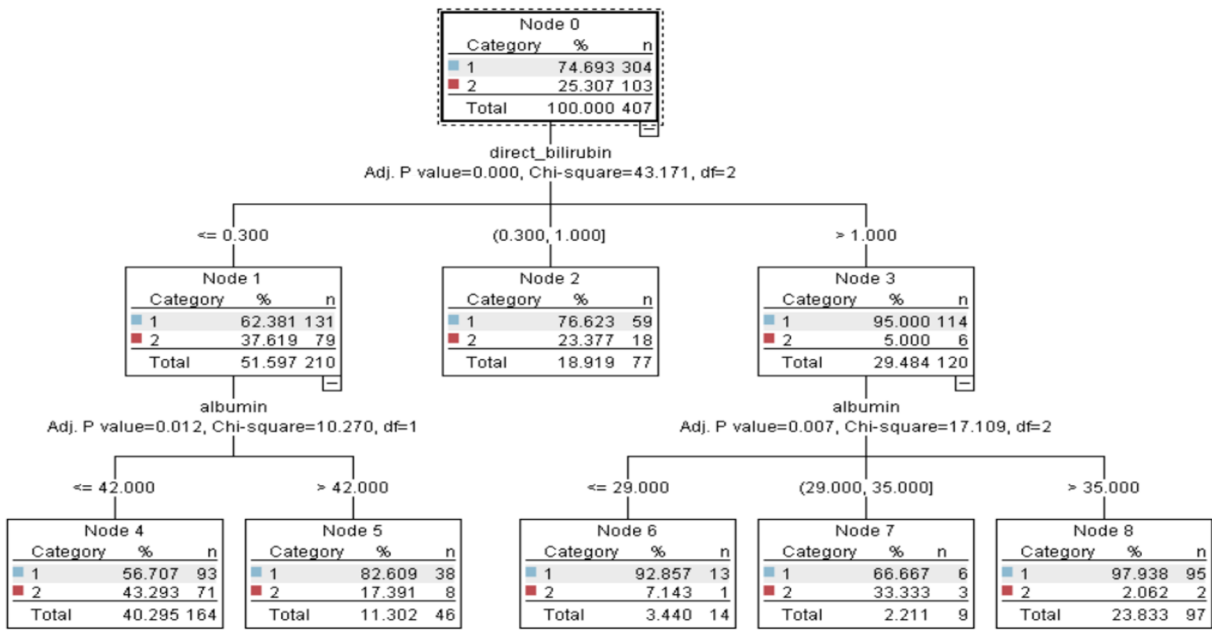 Node 0
Category % n
1 74.693 304
2 25.307 103
Total 100.000 407
direct_bilirubin
Adj. P value=0.000, Chi-square=43.171, df=2
<= 0.300
(0.300, 1.000]
> 1.000
Node 1
Category % n
1 62.381 131
2 37.619 79
Total 51.597 210
Node 2
Category % n
1 76.623 59
2 23.377 18
Total 18.919 77
Node 3
Category % n
1 95.000 114
2 5.000 6
Total 29.484 120
albumin
Adj. P value=0.012, Chi-square=10.270, df=1
albumin
Adj. P value=0.007, Chi-square=17.109, df=2
<= 42.000
> 42.000
<= 29.000
(29.000, 35.000]
> 35.000
Node 4
Category % n
1 56.707 93
2 43.293 71
Total 40.295 164
Node 5
Category % n
1 82.609 38
2 17.391 8
Total 11.302 46
Node 6
Category % n
1 92.857 13
2 7.143 1
Total 3.440 14
Node 7
Category % n
1 66.667 6
2 33.333 3
Total 2.211 9
Node 8
Category % n
1 97.938 95
2 2.062 2
Total 23.833 97